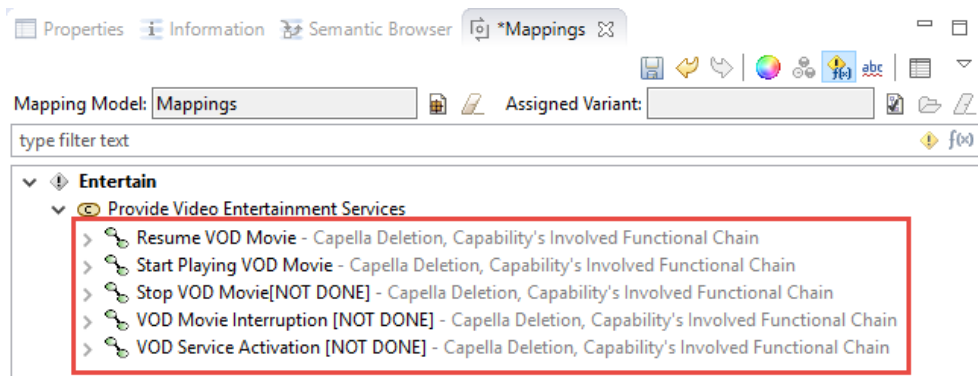 Properties Information Semantic Browser *Mappings
f(x) abc
Mapping Model: Mappings Assigned Variant:
type filter text f(x)
Entertain
C Provide Video Entertainment Services
Resume VOD Movie - Capella Deletion, Capability's Involved Functional Chain
Start Playing VOD Movie - Capella Deletion, Capability's Involved Functional Chain
Stop VOD Movie[NOT DONE] - Capella Deletion, Capability's Involved Functional Chain
VOD Movie Interruption [NOT DONE] - Capella Deletion, Capability's Involved Functional Chain
VOD Service Activation [NOT DONE] - Capella Deletion, Capability's Involved Functional Chain